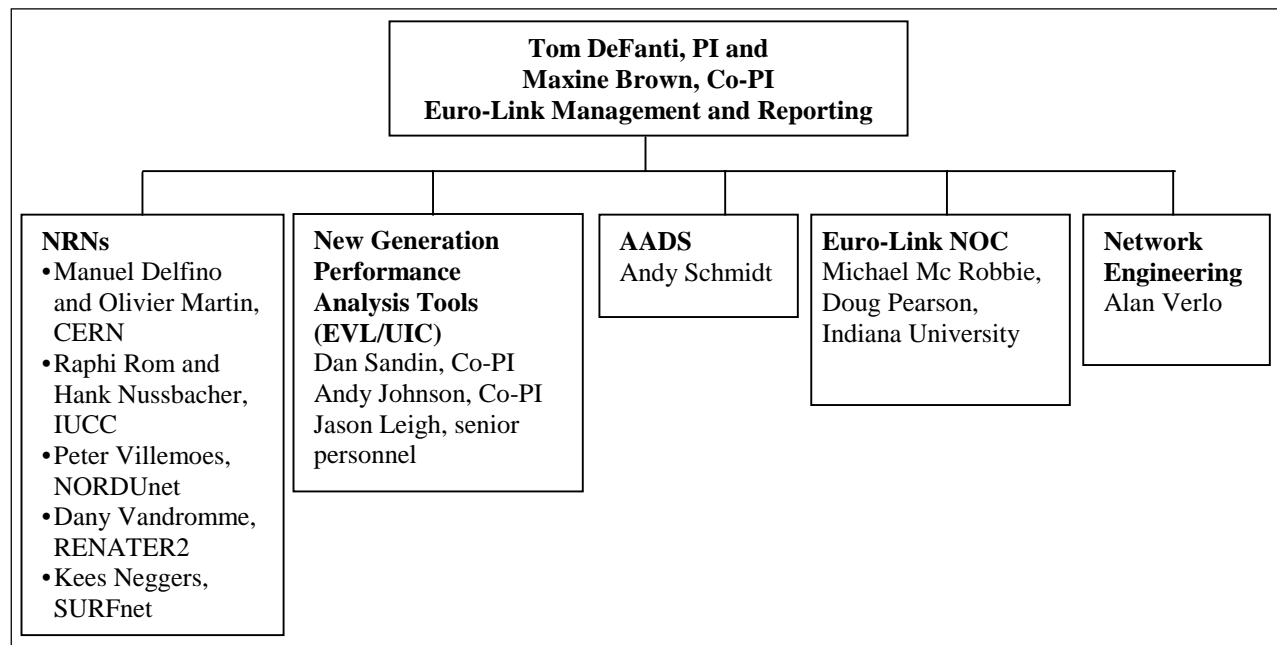 Tom DeFanti, PI and
Maxine Brown, Co-PI
Euro-Link Management and Reporting
NRNs
•Manuel Delfino
and Olivier Martin,
CERN
•Raphi Rom and
Hank Nussbacher,
IUCC
•Peter Villemoes,
NORDUnet
•Dany Vandromme,
RENATER2
•Kees Neggers,
SURFnet
New Generation
Performance
Analysis Tools
(EVL/UIC)
Dan Sandin, Co-PI
Andy Johnson, Co-PI
Jason Leigh, senior
personnel
AADS
Andy Schmidt
Euro-Link NOC
Michael Mc Robbie,
Doug Pearson,
Indiana University
Network
Engineering
Alan Verlo